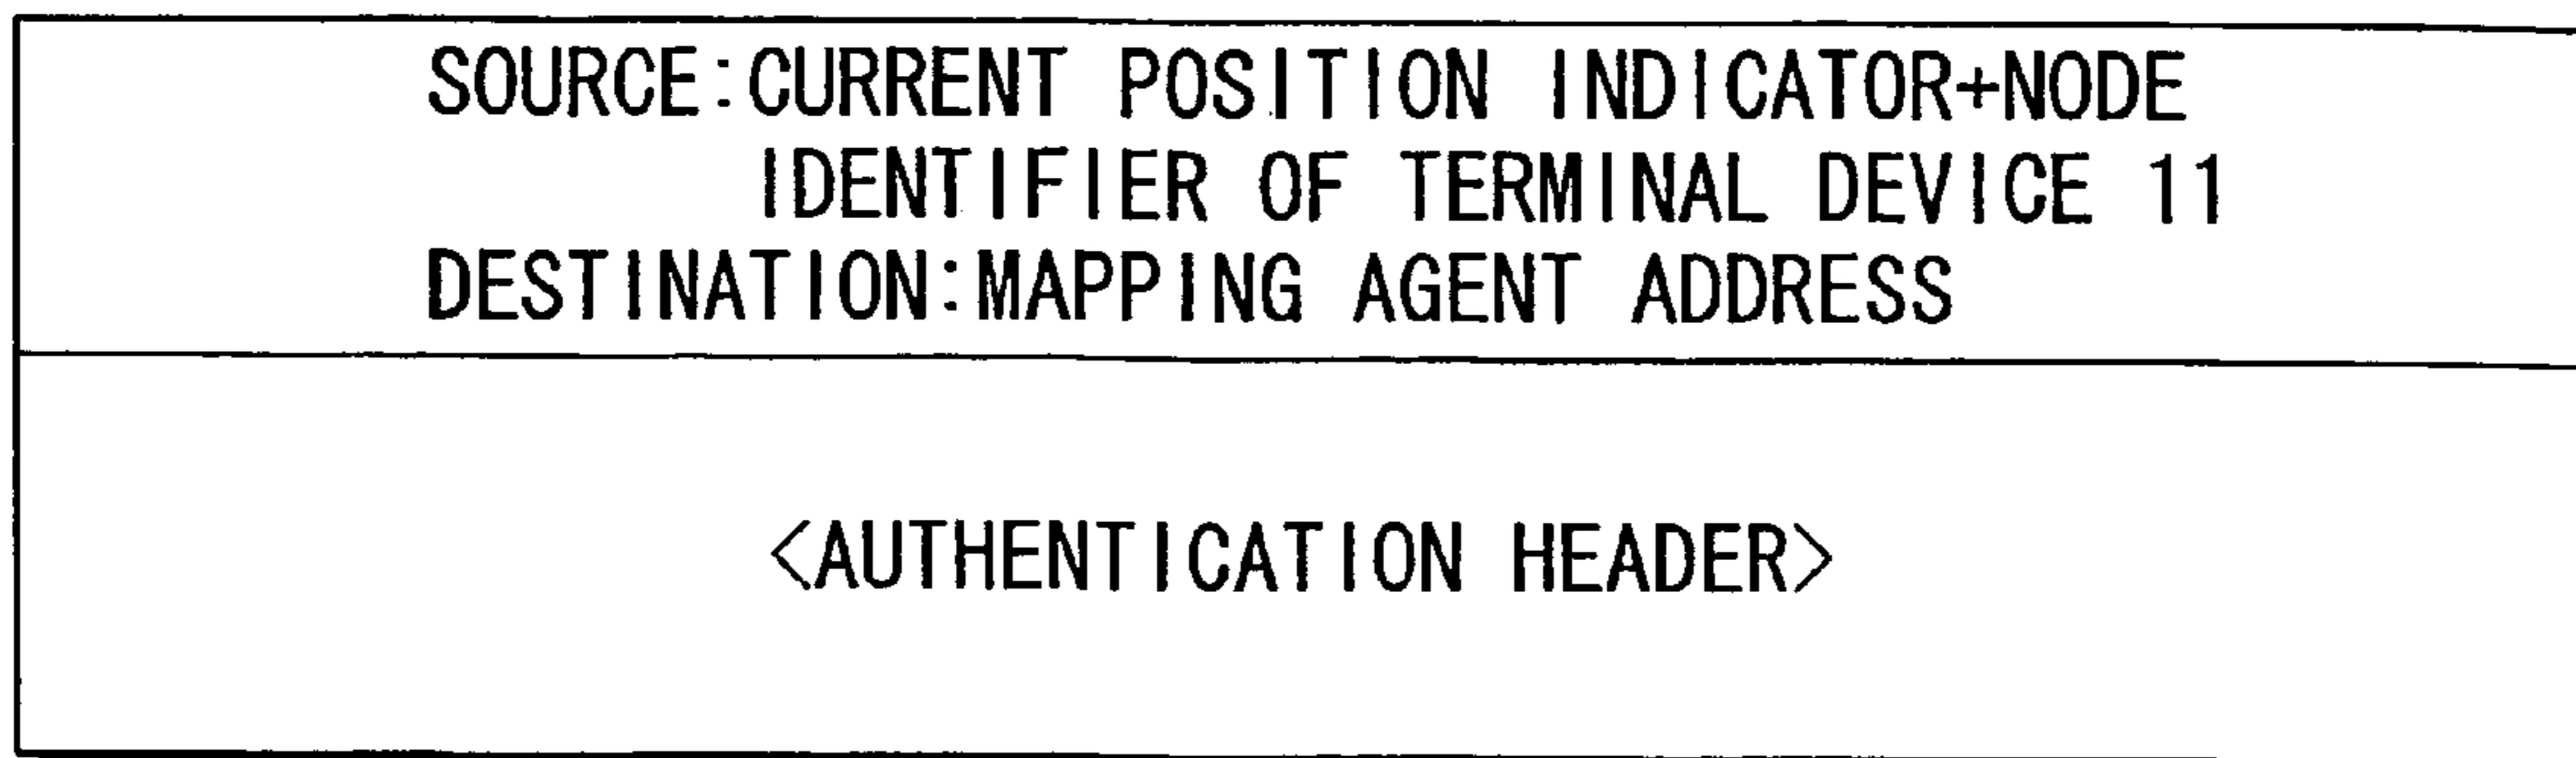 SOURCE:CURRENT POSITION INDICATOR+NODE
IDENTIFIER OF TERMINAL DEVICE 11
DESTINATION:MAPPING AGENT ADDRESS
<AUTHENTICATION HEADER>